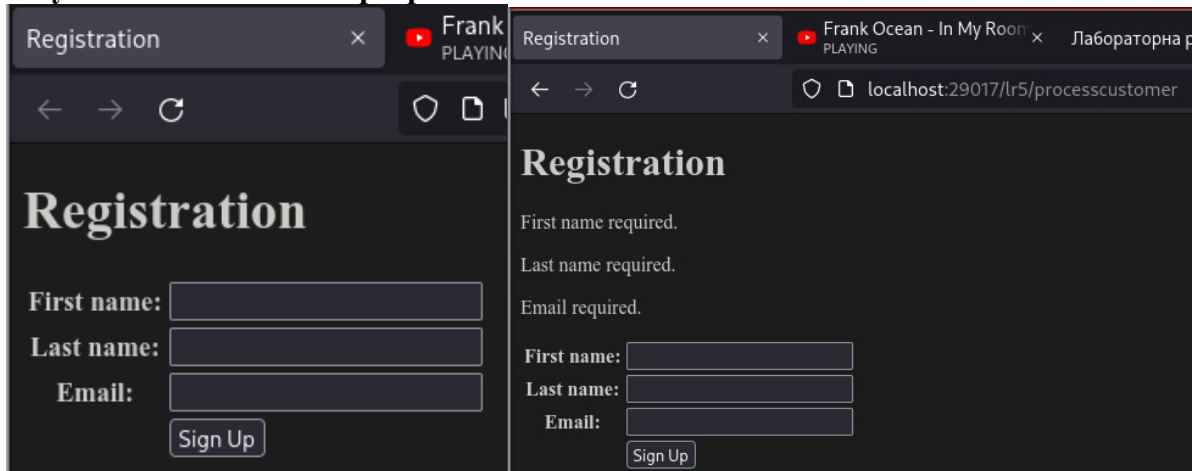 Registration
Frank
PLAYING
Registration
First name:
Last name:
Email:
Sign Up
Registration
Frank Ocean - In My Room
PLAYING
Лабораторна р
localhost:29017/lr5/processcustomer
Registration
First name required.
Last name required.
Email required.
First name:
Last name:
Email:
Sign Up